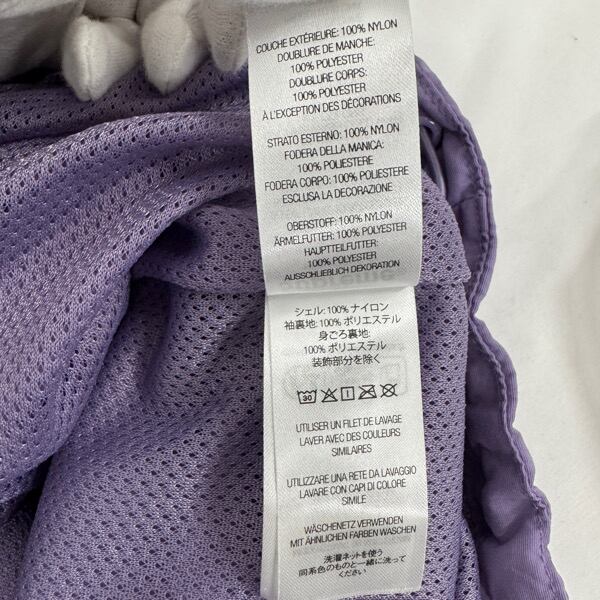 COUCHE EXTÉRIEURE: 100% NYLON
DOUBLURE DE MANCHE:
100% POLYESTER
DOUBLURE CORPS:
100% POLYESTER
À L'EXCEPTION DES DÉCORATIONS
STRATO ESTERNO: 100% NYLON
FODERA DELLA MANICA:
100% POLIESTERE
FODERA CORPO: 100% POLIESTERE
ESCLUSA LA DECORAZIONE
OBERSTOFF: 100% NYLON
ÄRMELFUTTER: 100% POLYESTER
HAUPTTEILFUTTER:
100% POLYESTER
AUSSCHLIEBLICH DEKORATION
シェル: 100% ナイロン
袖裏地: 100% ポリエステル
身ごろ裏地:
100% ポリエステル
装飾部分を除く
30
UTILISER UN FILET DE LAVAGE
LAVER AVEC DES COULEURS
SIMILAIRES
UTILIZZARE UNA RETE DA LAVAGGIO
LAVARE CON CAPI DI COLORE
SIMILE
WÄSCHENETZ VERWENDEN
MIT ÄHNLICHEN FARBEN WASCHEN
洗濯ネットを使う
同系色のものと一緒に洗って
ください